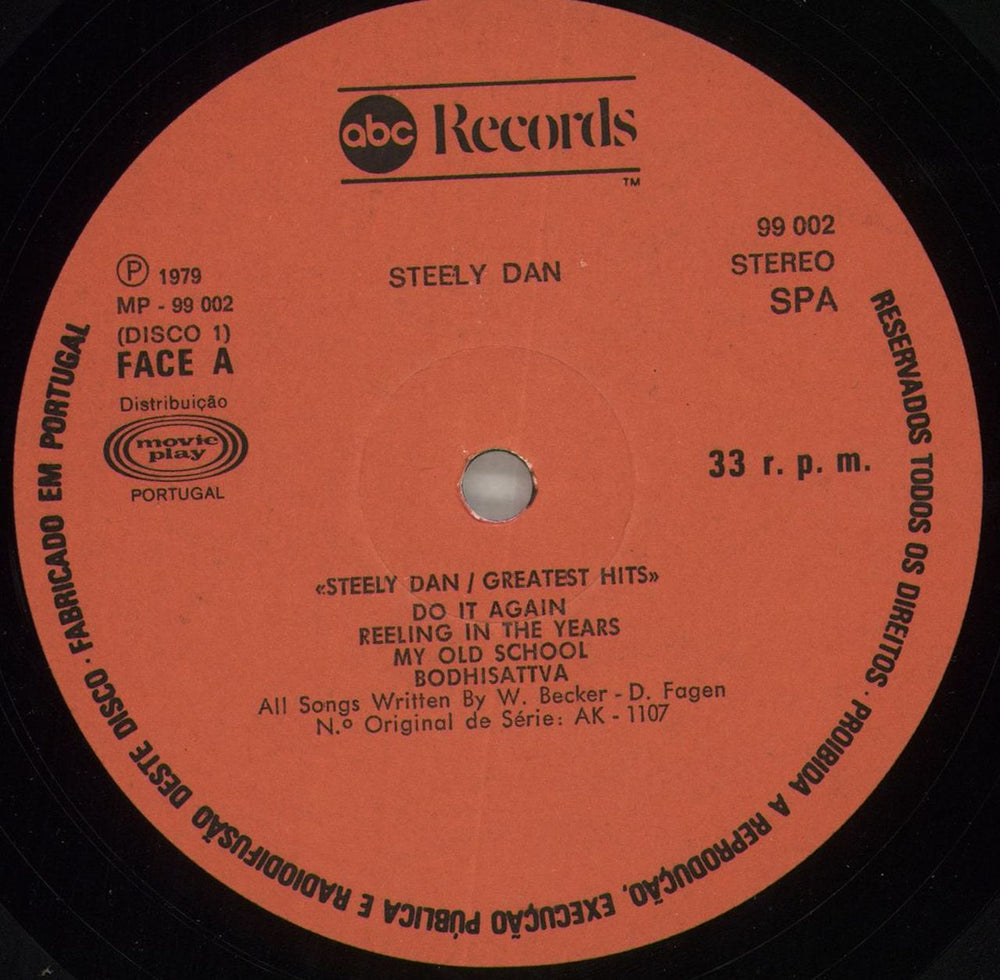 abc Records
TM
99 002
STEREO
SPA
STEELY DAN
Ⓟ 1979
MP - 99 002
(DISCO 1)
FACE A
Distribuição
movie
play
PORTUGAL
33 r. p. m.
«STEELY DAN / GREATEST HITS»
DO IT AGAIN
REELING IN THE YEARS
MY OLD SCHOOL
BODHISATTVA
All Songs Written By W. Becker - D. Fagen
N.º Original de Série: AK - 1107
RESERVADOS TODOS OS DIREITOS · PROIBIDA A REPRODUÇÃO, EXECUÇÃO PÚBLICA E RADIODIFUSÃO DESTE DISCO · FABRICADO EM PORTUGAL